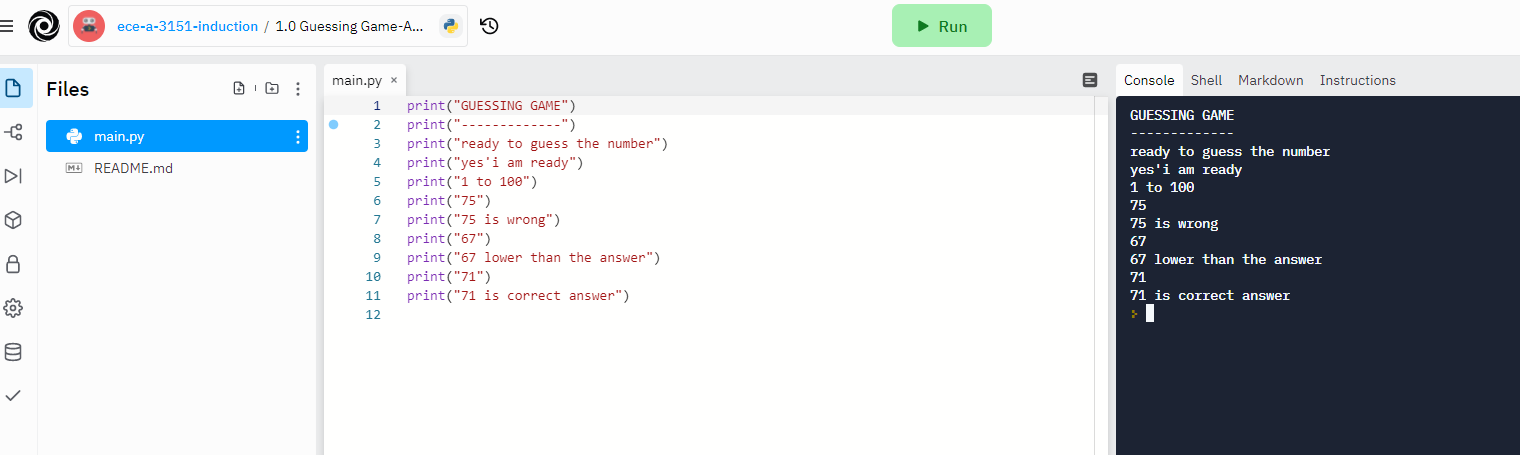 ece-a-3151-induction / 1.0 Guessing Game-A...
Run
Files
main.py
README.md
main.py ×
1 print("GUESSING GAME")
2 print("-------------")
3 print("ready to guess the number")
4 print("yes'i am ready")
5 print("1 to 100")
6 print("75")
7 print("75 is wrong")
8 print("67")
9 print("67 lower than the answer")
10 print("71")
11 print("71 is correct answer")
12
Console Shell Markdown Instructions
GUESSING GAME
-------------
ready to guess the number
yes'i am ready
1 to 100
75
75 is wrong
67
67 lower than the answer
71
71 is correct answer